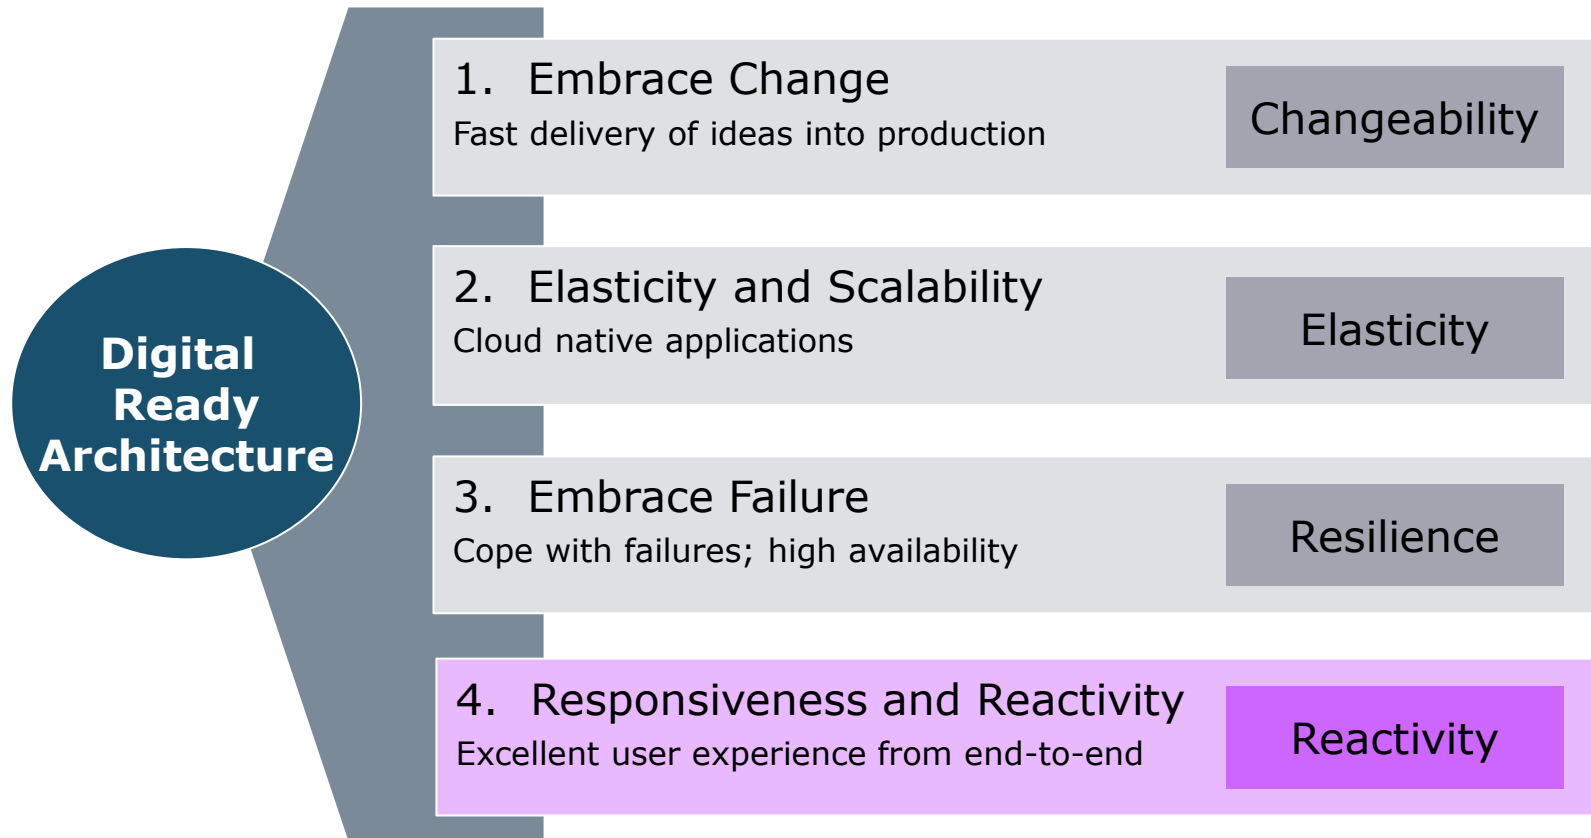 Digital
Ready
Architecture
1. Embrace Change
Fast delivery of ideas into production
Changeability
2. Elasticity and Scalability
Cloud native applications
Elasticity
3. Embrace Failure
Cope with failures; high availability
Resilience
4. Responsiveness and Reactivity
Excellent user experience from end-to-end
Reactivity